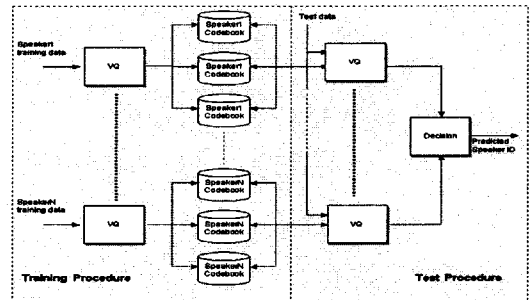 Speaker1
training data
VQ
Speaker1
Codebook
Speaker1
Codebook
Speaker1
Codebook
Test data
VQ
Decision
Predicted
Speaker ID
SpeakerN
training data
VQ
SpeakerN
Codebook
SpeakerN
Codebook
SpeakerN
Codebook
VQ
Training Procedure
Test Procedure